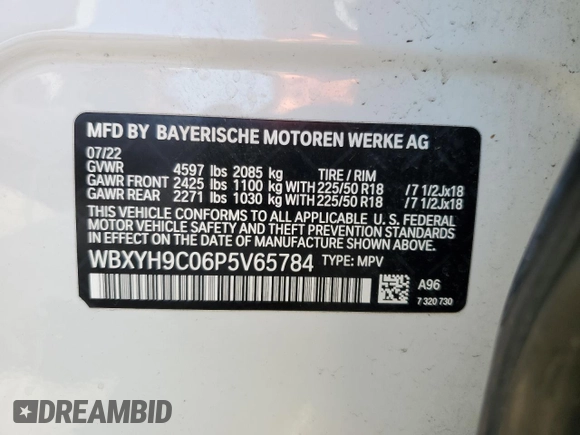 MFD BY BAYERISCHE MOTOREN WERKE AG
07/22
GVWR 4597 lbs 2085 kg TIRE / RIM
GAWR FRONT 2425 lbs 1100 kg WITH 225/50 R18 /7 1/2Jx18
GAWR REAR 2271 lbs 1030 kg WITH 225/50 R18 /7 1/2Jx18
THIS VEHICLE CONFORMS TO ALL APPLICABLE U. S. FEDERAL
MOTOR VEHICLE SAFETY AND THEFT PREVENTION STANDARDS
IN EFFECT ON THE DATE OF MANUFACTURE SHOWN ABOVE.
WBXYH9C06P5V65784 TYPE: MPV
A96
7 320 730
DREAMBID